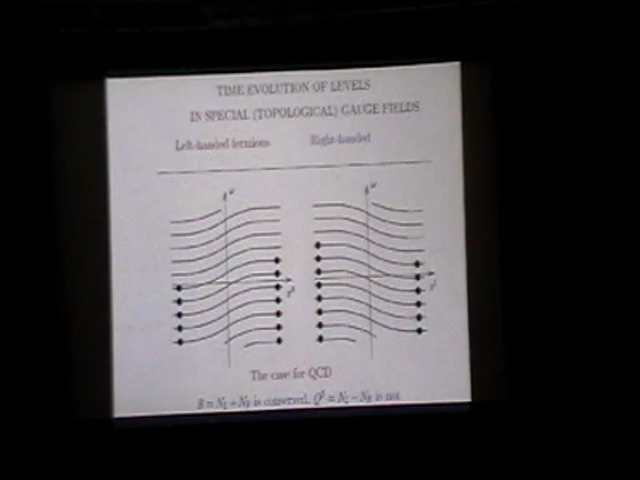 TIME EVOLUTION OF LEVELS
IN SPECIAL (TOPOLOGICAL) GAUGE FIELDS
Left-handed fermions Right-handed
ω ω
The case for QCD
B = N_L + N_R is conserved, Q^5 = N_L − N_R is not